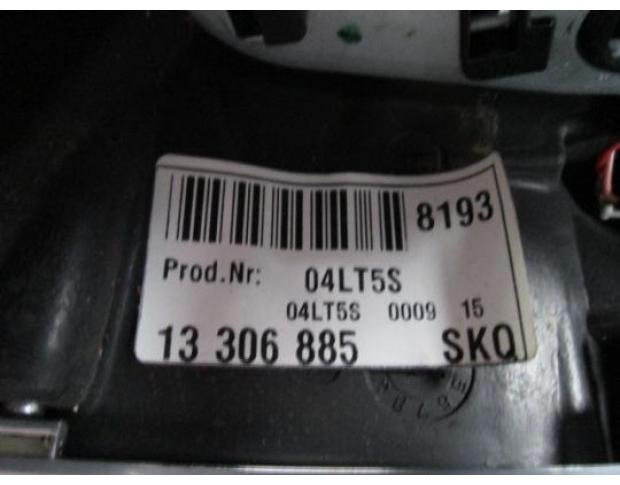 8193
Prod.Nr: 04LT5S
04LT5S 0009 15
13 306 885 SKQ